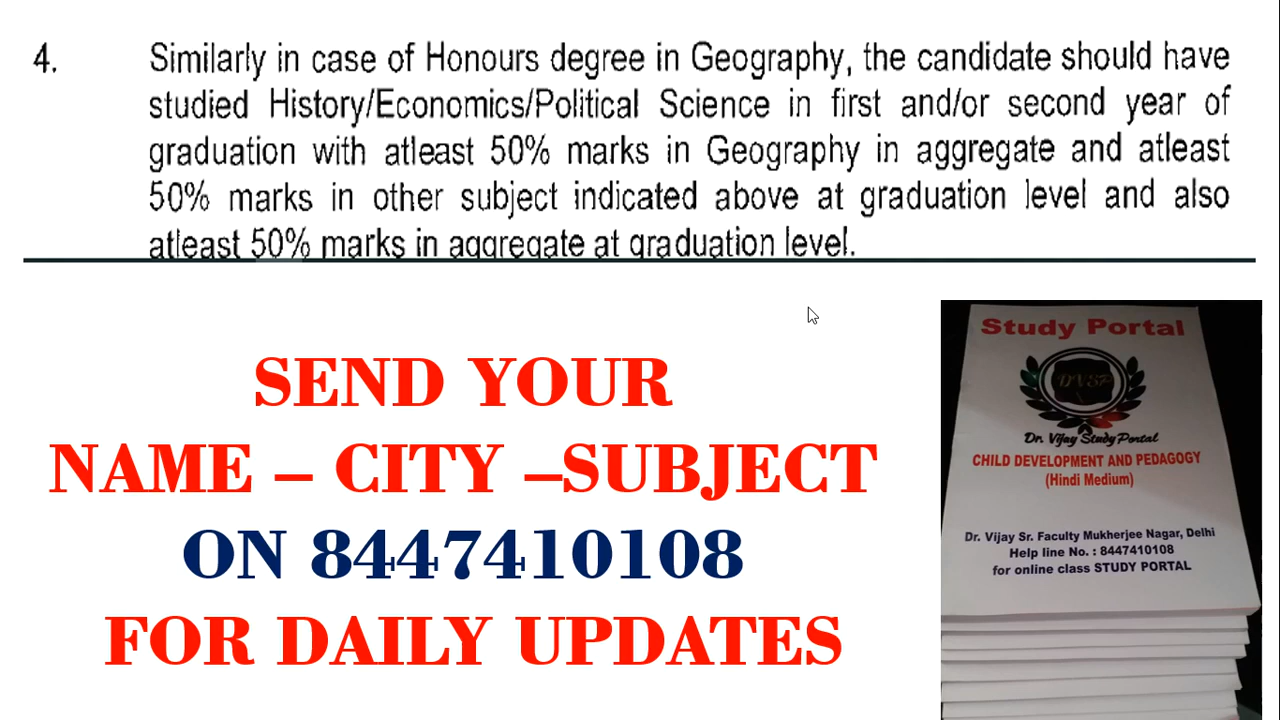 4. Similarly in case of Honours degree in Geography, the candidate should have
studied History/Economics/Political Science in first and/or second year of
graduation with atleast 50% marks in Geography in aggregate and atleast
50% marks in other subject indicated above at graduation level and also
atleast 50% marks in aggregate at graduation level.
SEND YOUR
NAME – CITY –SUBJECT
ON 8447410108
FOR DAILY UPDATES
Study Portal
DVSP
Dr. Vijay Study Portal
CHILD DEVELOPMENT AND PEDAGOGY
(Hindi Medium)
Dr. Vijay Sr. Faculty Mukherjee Nagar, Delhi
Help line No. : 8447410108
for online class STUDY PORTAL